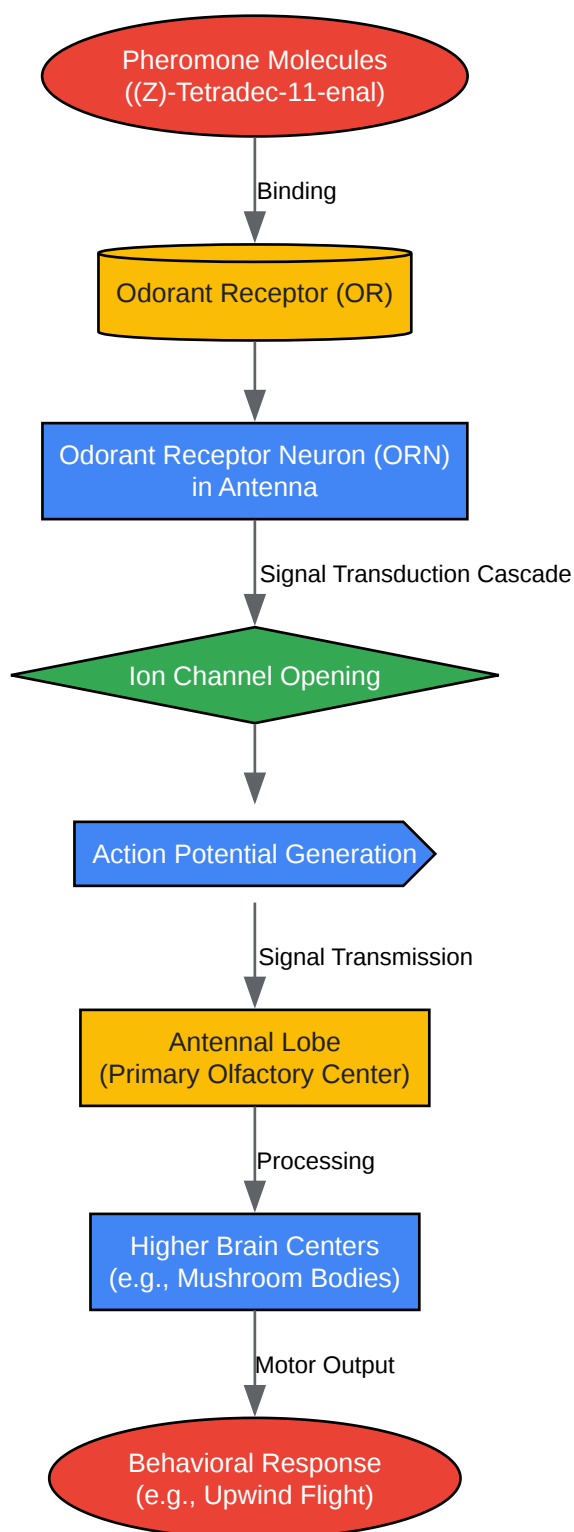 Pheromone Molecules
((Z)-Tetradec-11-enal)
Binding
Odorant Receptor (OR)
Odorant Receptor Neuron (ORN)
in Antenna
Signal Transduction Cascade
Ion Channel Opening
Action Potential Generation
Signal Transmission
Antennal Lobe
(Primary Olfactory Center)
Processing
Higher Brain Centers
(e.g., Mushroom Bodies)
Motor Output
Behavioral Response
(e.g., Upwind Flight)